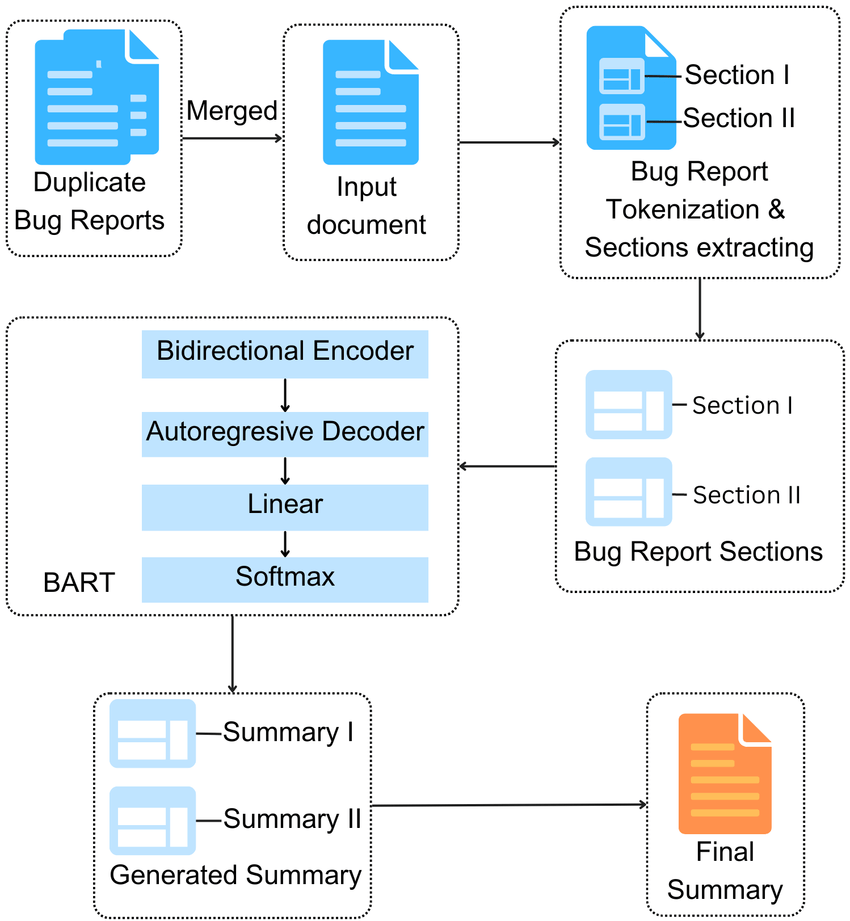 Duplicate
Bug Reports
Merged
Input
document
Section I
Section II
Bug Report
Tokenization &
Sections extracting
Section I
Section II
Bug Report Sections
Bidirectional Encoder
Autoregresive Decoder
Linear
Softmax
BART
Summary I
Summary II
Generated Summary
Final
Summary